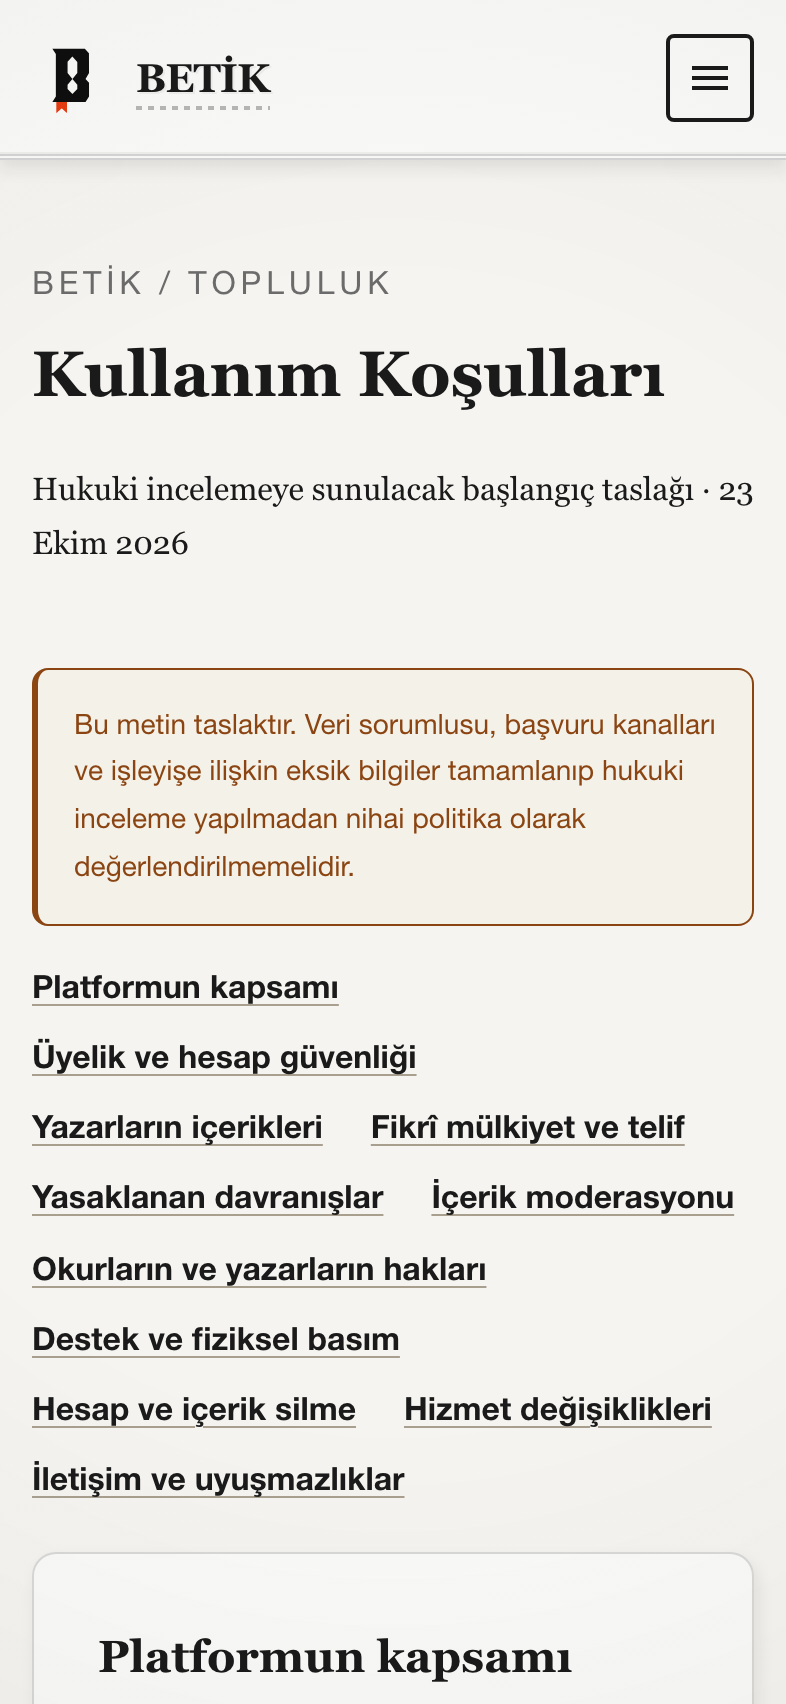 BETİK
BETİK / TOPLULUK
Kullanım Koşulları
Hukuki incelemeye sunulacak başlangıç taslağı · 23
Ekim 2026
Bu metin taslaktır. Veri sorumlusu, başvuru kanalları
ve işleyişe ilişkin eksik bilgiler tamamlanıp hukuki
inceleme yapılmadan nihai politika olarak
değerlendirilmemelidir.
Platformun kapsamı
Üyelik ve hesap güvenliği
Yazarların içerikleri Fikrî mülkiyet ve telif
Yasaklanan davranışlar İçerik moderasyonu
Okurların ve yazarların hakları
Destek ve fiziksel basım
Hesap ve içerik silme Hizmet değişiklikleri
İletişim ve uyuşmazlıklar
Platformun kapsamı